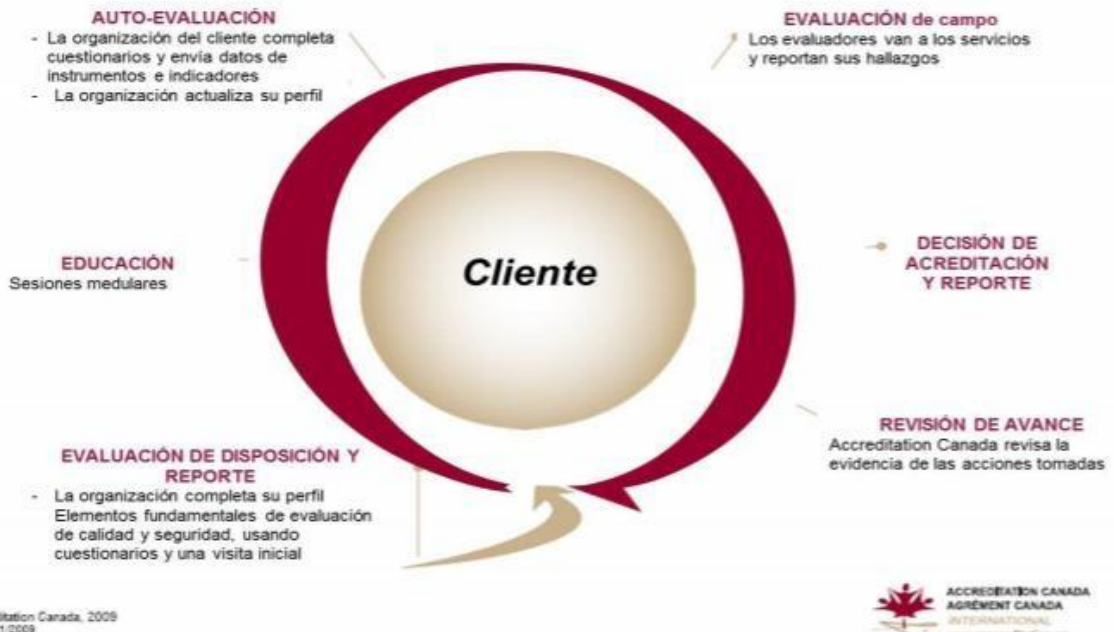 AUTO-EVALUACIÓN
- La organización del cliente completa
cuestionarios y envía datos de
instrumentos e indicadores
- La organización actualiza su perfil
EVALUACIÓN de campo
Los evaluadores van a los servicios
y reportan sus hallazgos
EDUCACIÓN
Sesiones medulares
Cliente
DECISIÓN DE
ACREDITACIÓN
Y REPORTE
EVALUACIÓN DE DISPOSICIÓN Y
REPORTE
- La organización completa su perfil
Elementos fundamentales de evaluación
de calidad y seguridad, usando
cuestionarios y una visita inicial
REVISIÓN DE AVANCE
Accreditation Canada revisa la
evidencia de las acciones tomadas
Canada, 2009
ACCREDITATION CANADA
AGRÉMENT CANADA
INTERNATIONAL